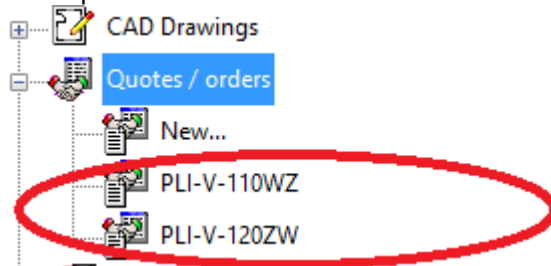 CAD Drawings
Quotes / orders
New...
PLI-V-110WZ
PLI-V-120ZW